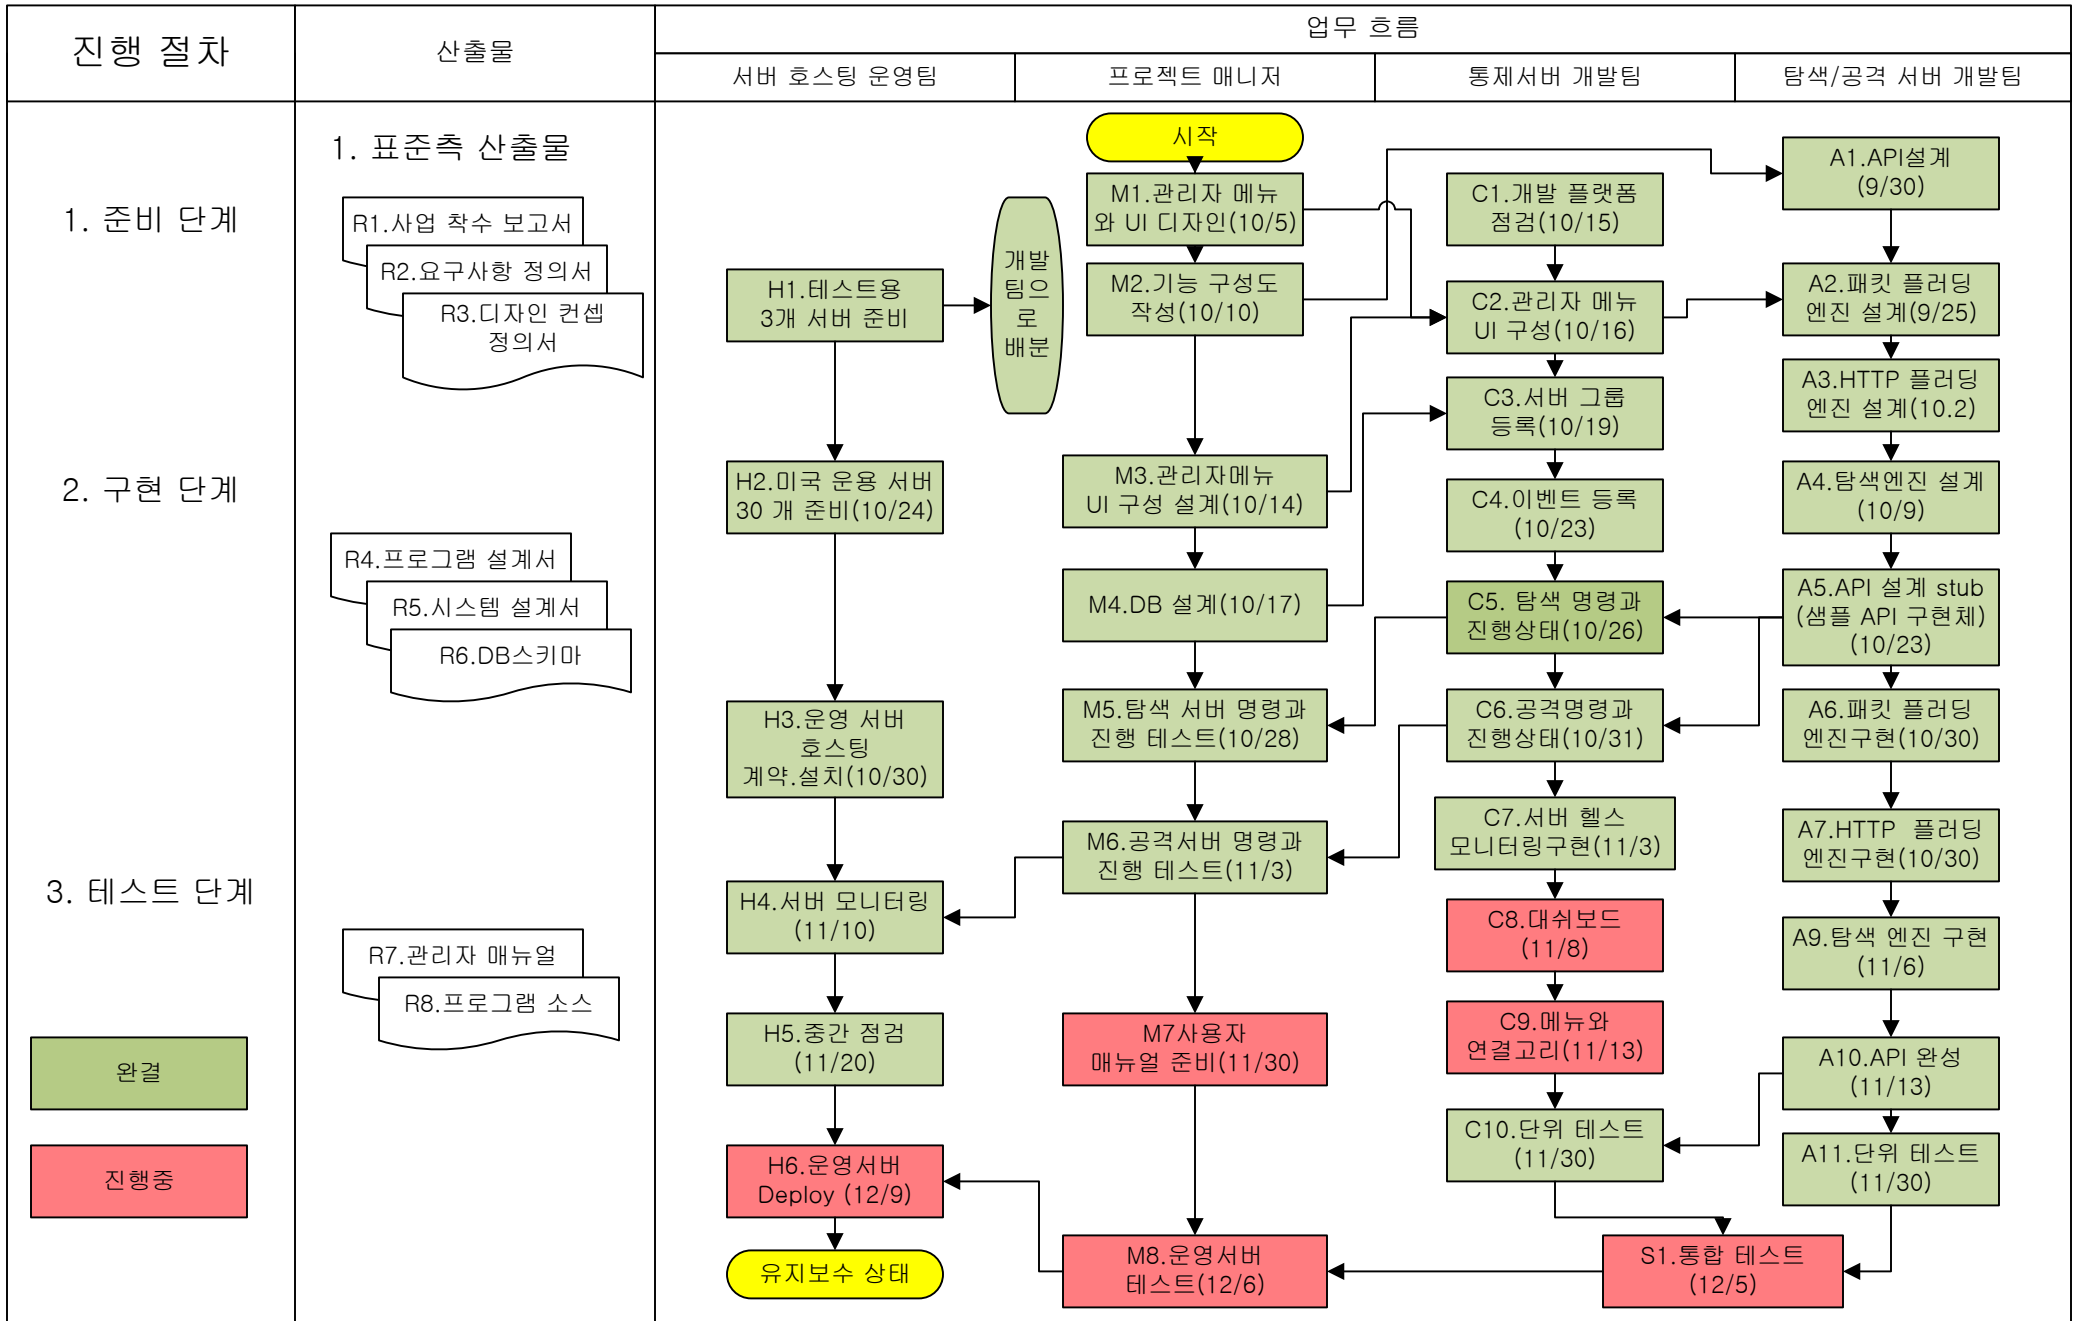 진행 절차
산출물
업무 흐름
서버 호스팅 운영팀
프로젝트 매니저
통제서버 개발팀
탐색/공격 서버 개발팀
1. 준비 단계
2. 구현 단계
3. 테스트 단계
완결
진행중
1. 표준측 산출물
R1.사업 착수 보고서
R2.요구사항 정의서
R3.디자인 컨셉
정의서
R4.프로그램 설계서
R5.시스템 설계서
R6.DB스키마
R7.관리자 매뉴얼
R8.프로그램 소스
H1.테스트용
3개 서버 준비
개발
팀으
로
배분
H2.미국 운용 서버
30 개 준비(10/24)
H3.운영 서버
호스팅
계약.설치(10/30)
H4.서버 모니터링
(11/10)
H5.중간 점검
(11/20)
H6.운영서버
Deploy (12/9)
유지보수 상태
시작
M1.관리자 메뉴
와 UI 디자인(10/5)
M2.기능 구성도
작성(10/10)
M3.관리자메뉴
UI 구성 설계(10/14)
M4.DB 설계(10/17)
M5.탐색 서버 명령과
진행 테스트(10/28)
M6.공격서버 명령과
진행 테스트(11/3)
M7사용자
매뉴얼 준비(11/30)
M8.운영서버
테스트(12/6)
C1.개발 플랫폼
점검(10/15)
C2.관리자 메뉴
UI 구성(10/16)
C3.서버 그룹
등록(10/19)
C4.이벤트 등록
(10/23)
C5. 탐색 명령과
진행상태(10/26)
C6.공격명령과
진행상태(10/31)
C7.서버 헬스
모니터링구현(11/3)
C8.대쉬보드
(11/8)
C9.메뉴와
연결고리(11/13)
C10.단위 테스트
(11/30)
S1.통합 테스트
(12/5)
A1.API설계
(9/30)
A2.패킷 플러딩
엔진 설계(9/25)
A3.HTTP 플러딩
엔진 설계(10.2)
A4.탐색엔진 설계
(10/9)
A5.API 설계 stub
(샘플 API 구현체)
(10/23)
A6.패킷 플러딩
엔진구현(10/30)
A7.HTTP 플러딩
엔진구현(10/30)
A9.탐색 엔진 구현
(11/6)
A10.API 완성
(11/13)
A11.단위 테스트
(11/30)